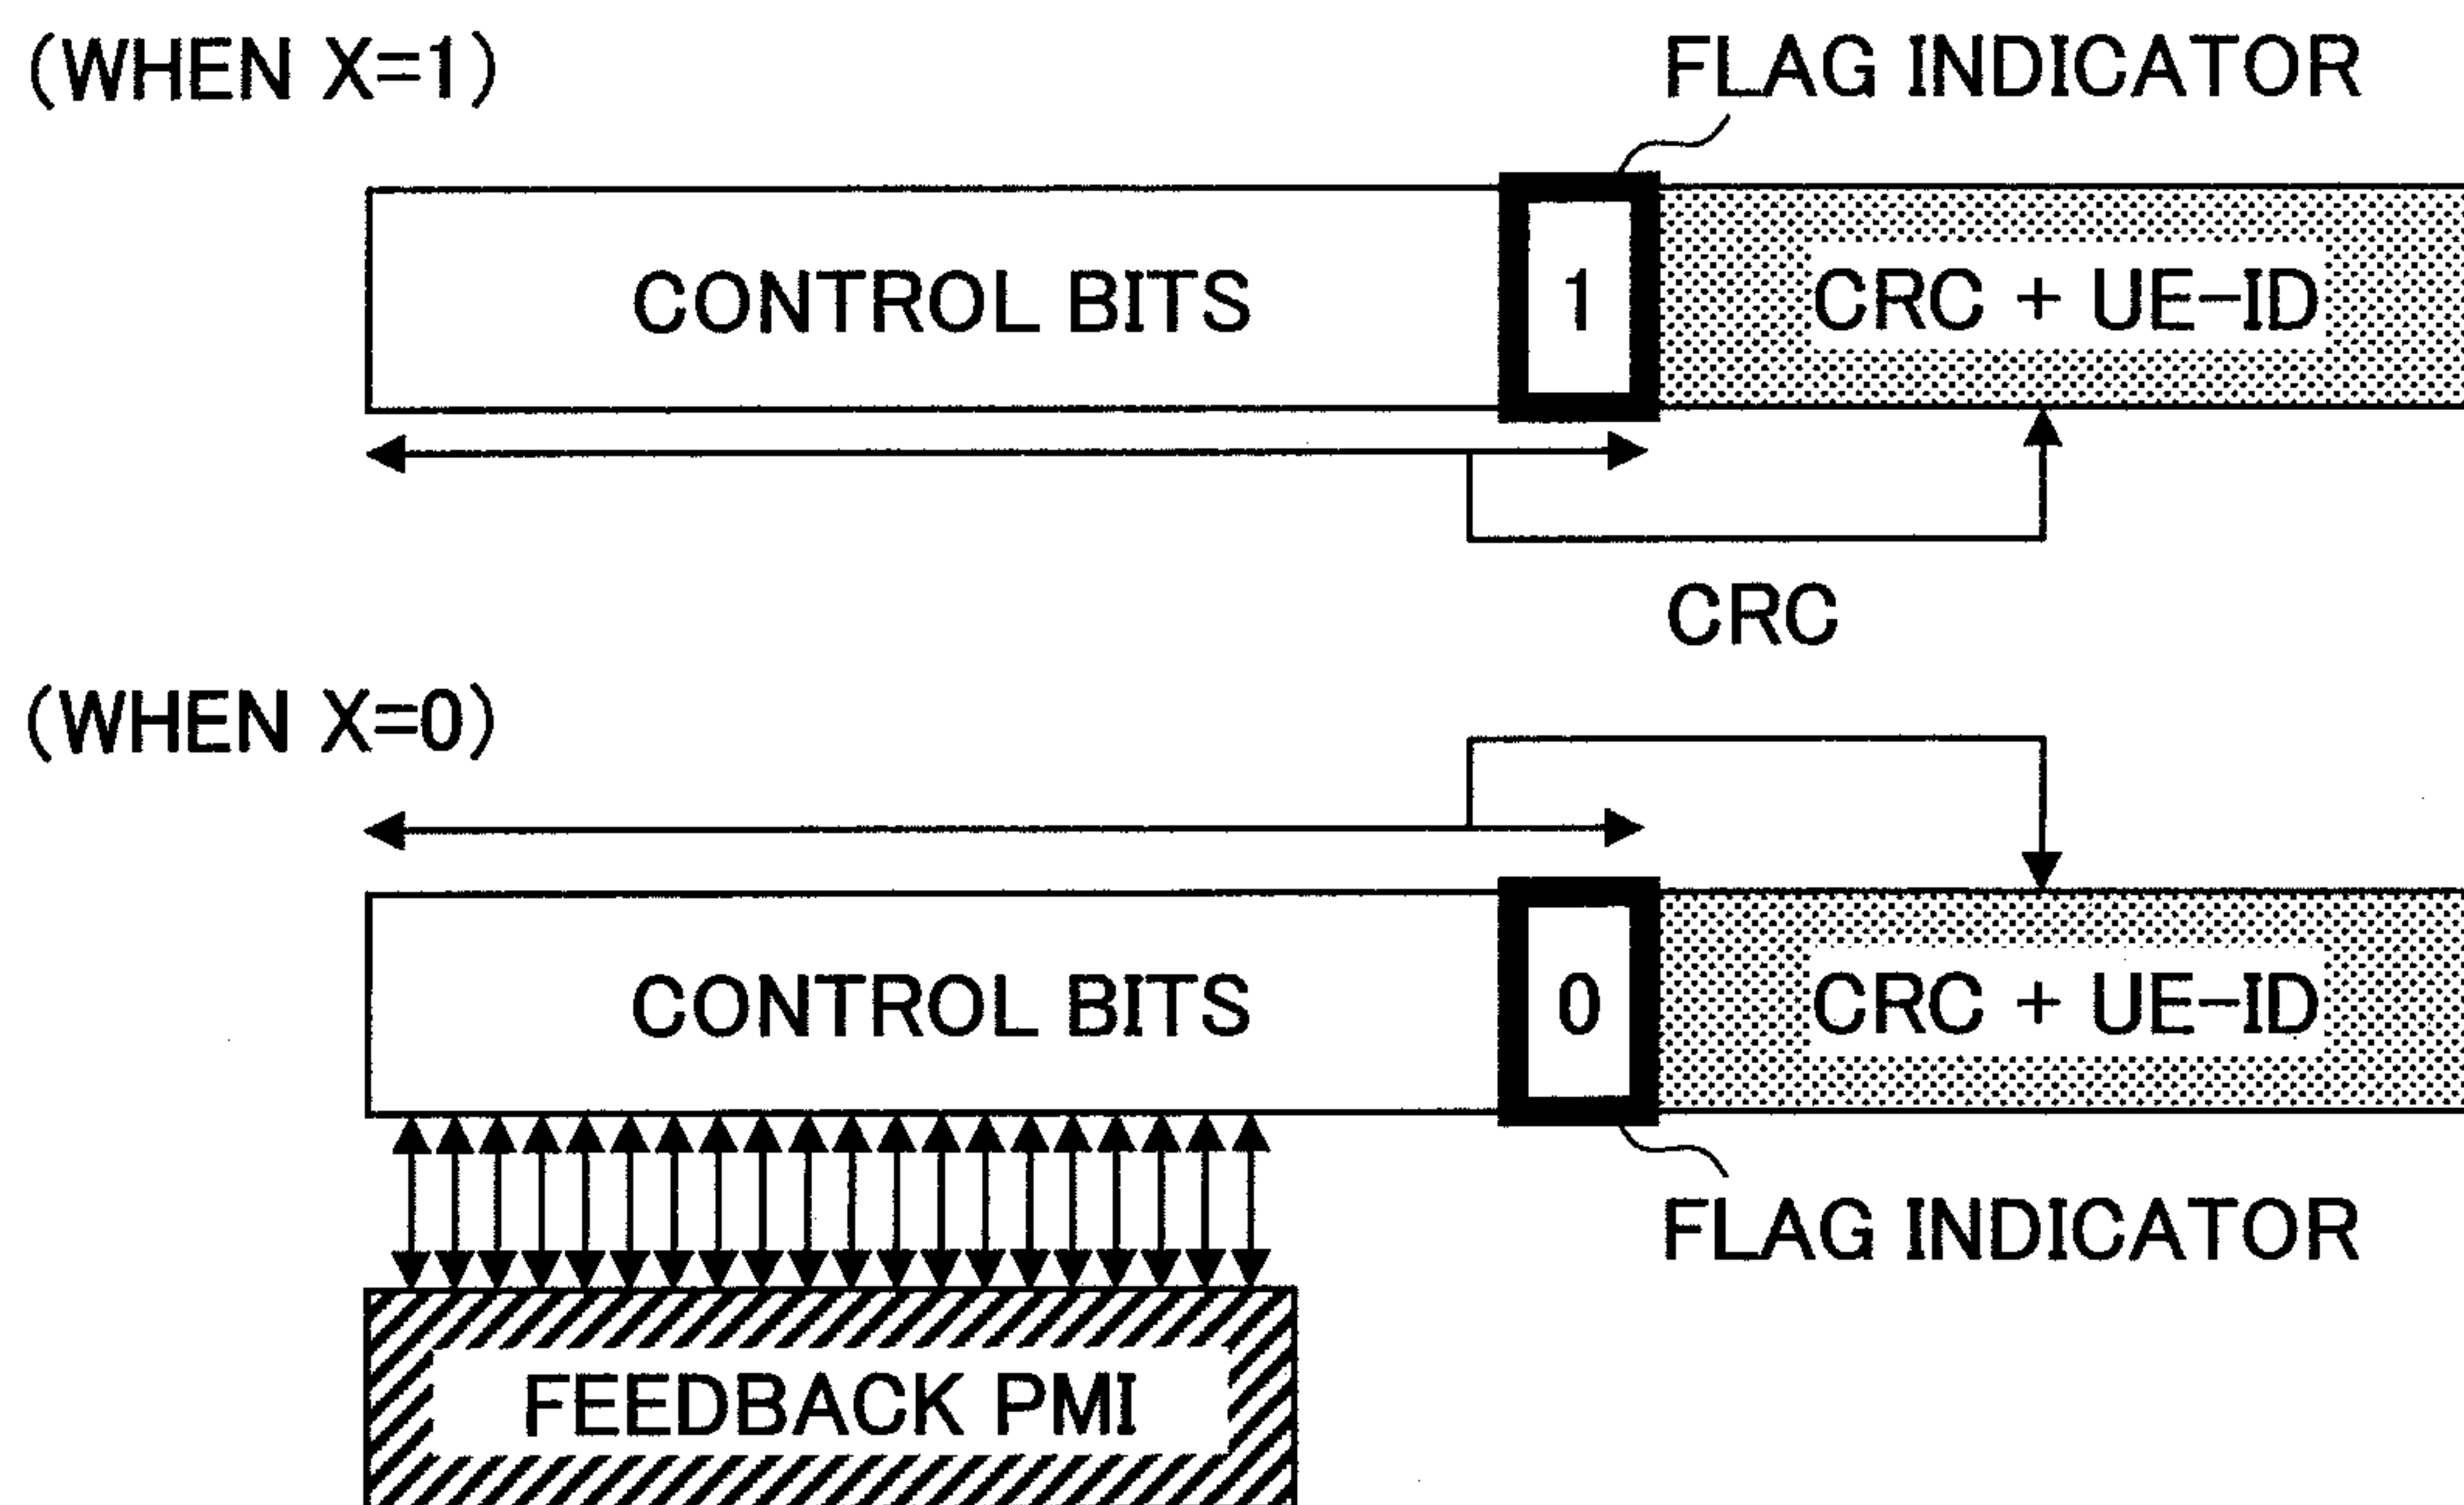 (WHEN X=1)
FLAG INDICATOR
CONTROL BITS
1
CRC + UE-ID
CRC
(WHEN X=0)
CONTROL BITS
0
CRC + UE-ID
FLAG INDICATOR
FEEDBACK PMI